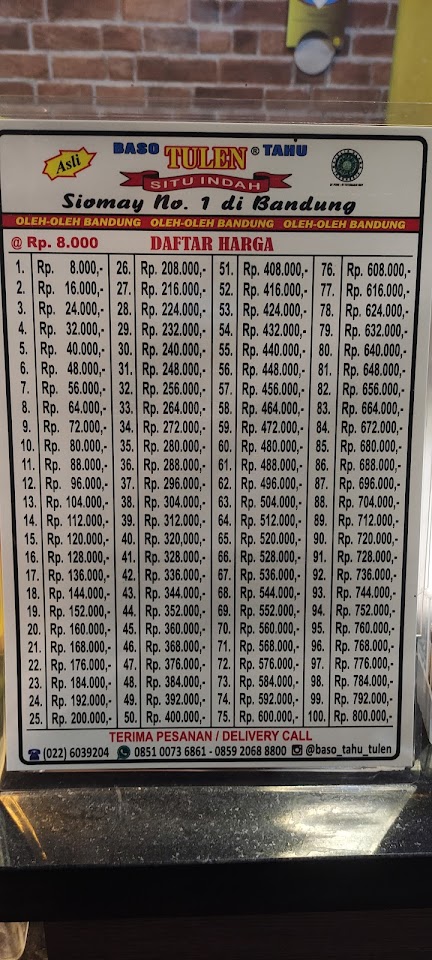 Asli
BASO TULEN ® TAHU
SITU INDAH
Siomay No. 1 di Bandung
OLEH-OLEH BANDUNG OLEH-OLEH BANDUNG OLEH-OLEH BANDUNG
@ Rp. 8.000 DAFTAR HARGA
1. Rp. 8.000,- 26. Rp. 208.000,- 51. Rp. 408.000,- 76. Rp. 608.000,-
2. Rp. 16.000,- 27. Rp. 216.000,- 52. Rp. 416.000,- 77. Rp. 616.000,-
3. Rp. 24.000,- 28. Rp. 224.000,- 53. Rp. 424.000,- 78. Rp. 624.000,-
4. Rp. 32.000,- 29. Rp. 232.000,- 54. Rp. 432.000,- 79. Rp. 632.000,-
5. Rp. 40.000,- 30. Rp. 240.000,- 55. Rp. 440.000,- 80. Rp. 640.000,-
6. Rp. 48.000,- 31. Rp. 248.000,- 56. Rp. 448.000,- 81. Rp. 648.000,-
7. Rp. 56.000,- 32. Rp. 256.000,- 57. Rp. 456.000,- 82. Rp. 656.000,-
8. Rp. 64.000,- 33. Rp. 264.000,- 58. Rp. 464.000,- 83. Rp. 664.000,-
9. Rp. 72.000,- 34. Rp. 272.000,- 59. Rp. 472.000,- 84. Rp. 672.000,-
10. Rp. 80.000,- 35. Rp. 280.000,- 60. Rp. 480.000,- 85. Rp. 680.000,-
11. Rp. 88.000,- 36. Rp. 288.000,- 61. Rp. 488.000,- 86. Rp. 688.000,-
12. Rp. 96.000,- 37. Rp. 296.000,- 62. Rp. 496.000,- 87. Rp. 696.000,-
13. Rp. 104.000,- 38. Rp. 304.000,- 63. Rp. 504.000,- 88. Rp. 704.000,-
14. Rp. 112.000,- 39. Rp. 312.000,- 64. Rp. 512.000,- 89. Rp. 712.000,-
15. Rp. 120.000,- 40. Rp. 320.000,- 65. Rp. 520.000,- 90. Rp. 720.000,-
16. Rp. 128.000,- 41. Rp. 328.000,- 66. Rp. 528.000,- 91. Rp. 728.000,-
17. Rp. 136.000,- 42. Rp. 336.000,- 67. Rp. 536.000,- 92. Rp. 736.000,-
18. Rp. 144.000,- 43. Rp. 344.000,- 68. Rp. 544.000,- 93. Rp. 744.000,-
19. Rp. 152.000,- 44. Rp. 352.000,- 69. Rp. 552.000,- 94. Rp. 752.000,-
20. Rp. 160.000,- 45. Rp. 360.000,- 70. Rp. 560.000,- 95. Rp. 760.000,-
21. Rp. 168.000,- 46. Rp. 368.000,- 71. Rp. 568.000,- 96. Rp. 768.000,-
22. Rp. 176.000,- 47. Rp. 376.000,- 72. Rp. 576.000,- 97. Rp. 776.000,-
23. Rp. 184.000,- 48. Rp. 384.000,- 73. Rp. 584.000,- 98. Rp. 784.000,-
24. Rp. 192.000,- 49. Rp. 392.000,- 74. Rp. 592.000,- 99. Rp. 792.000,-
25. Rp. 200.000,- 50. Rp. 400.000,- 75. Rp. 600.000,- 100. Rp. 800.000,-
TERIMA PESANAN / DELIVERY CALL
(022) 6039204 0851 0073 6861 - 0859 2068 8800 @baso_tahu_tulen